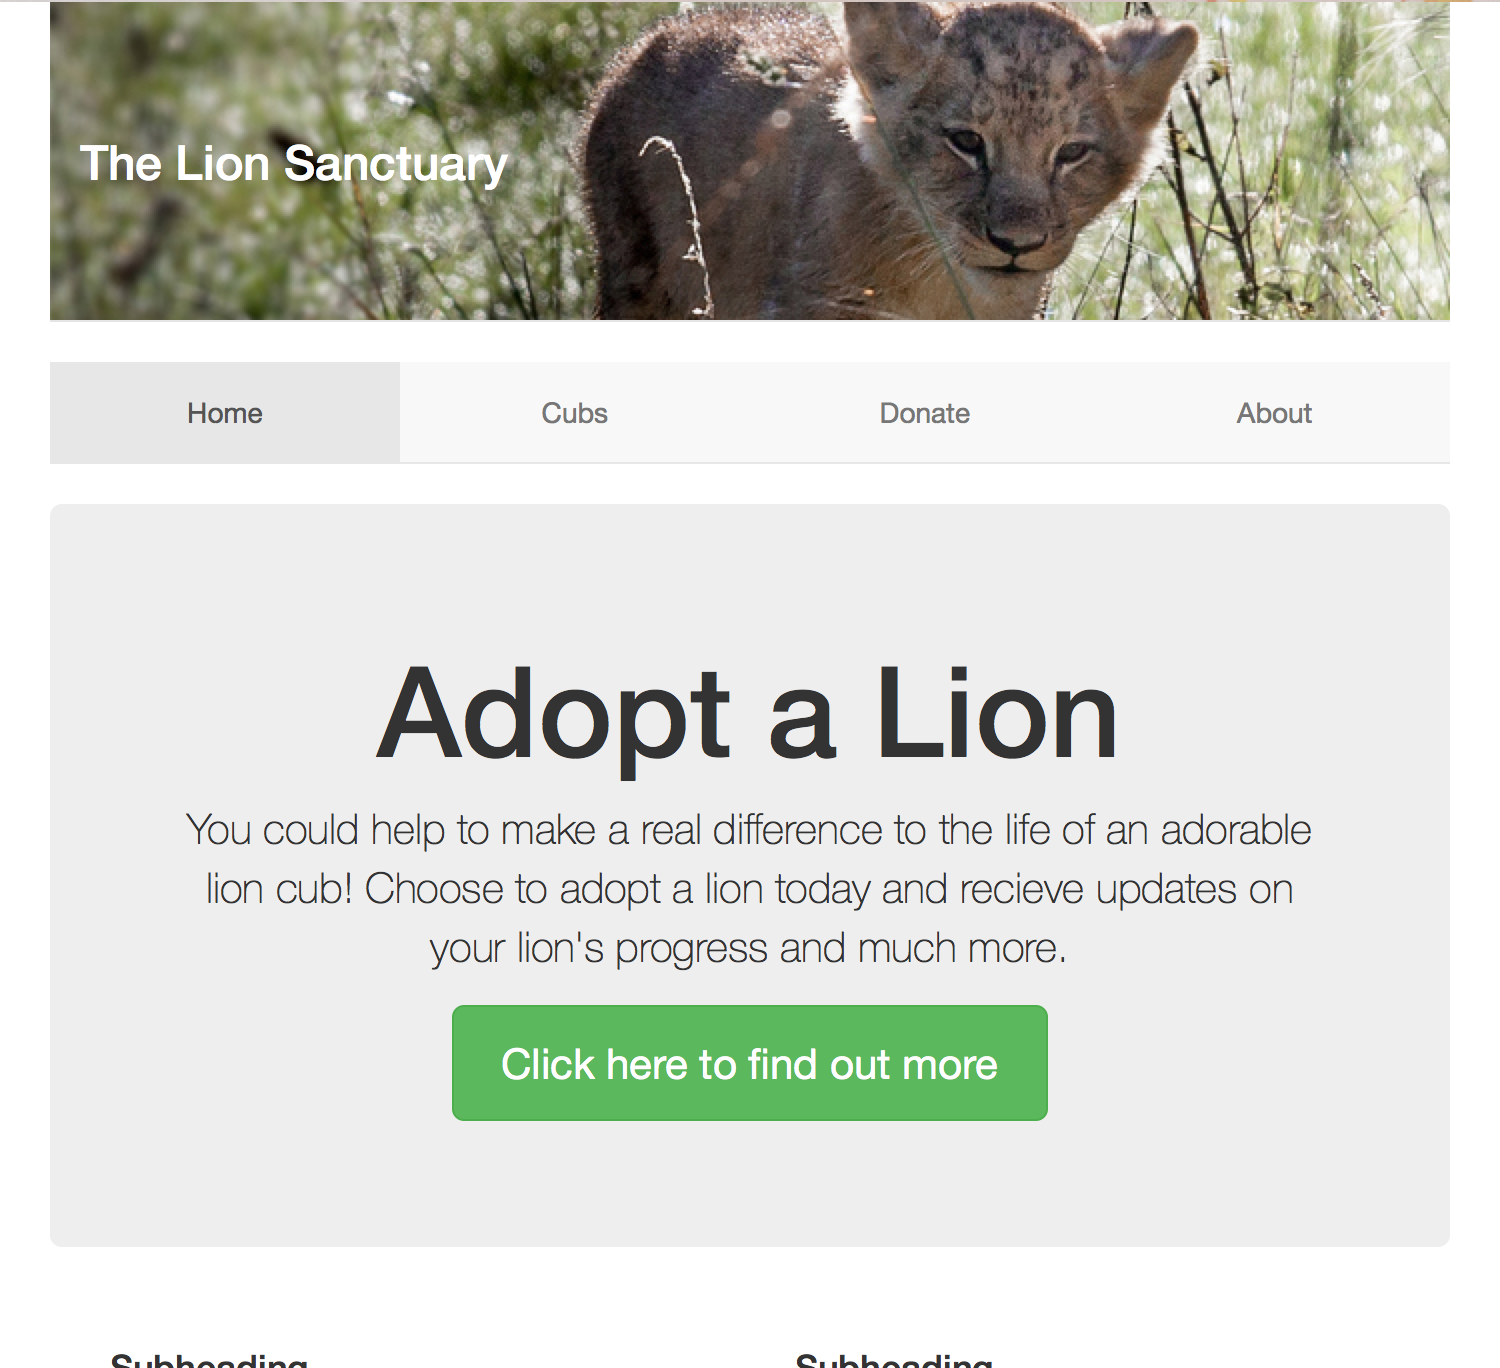 The Lion Sanctuary
Home Cubs Donate About
Adopt a Lion
You could help to make a real difference to the life of an adorable
lion cub! Choose to adopt a lion today and recieve updates on
your lion's progress and much more.
Click here to find out more
Subheading Subheading